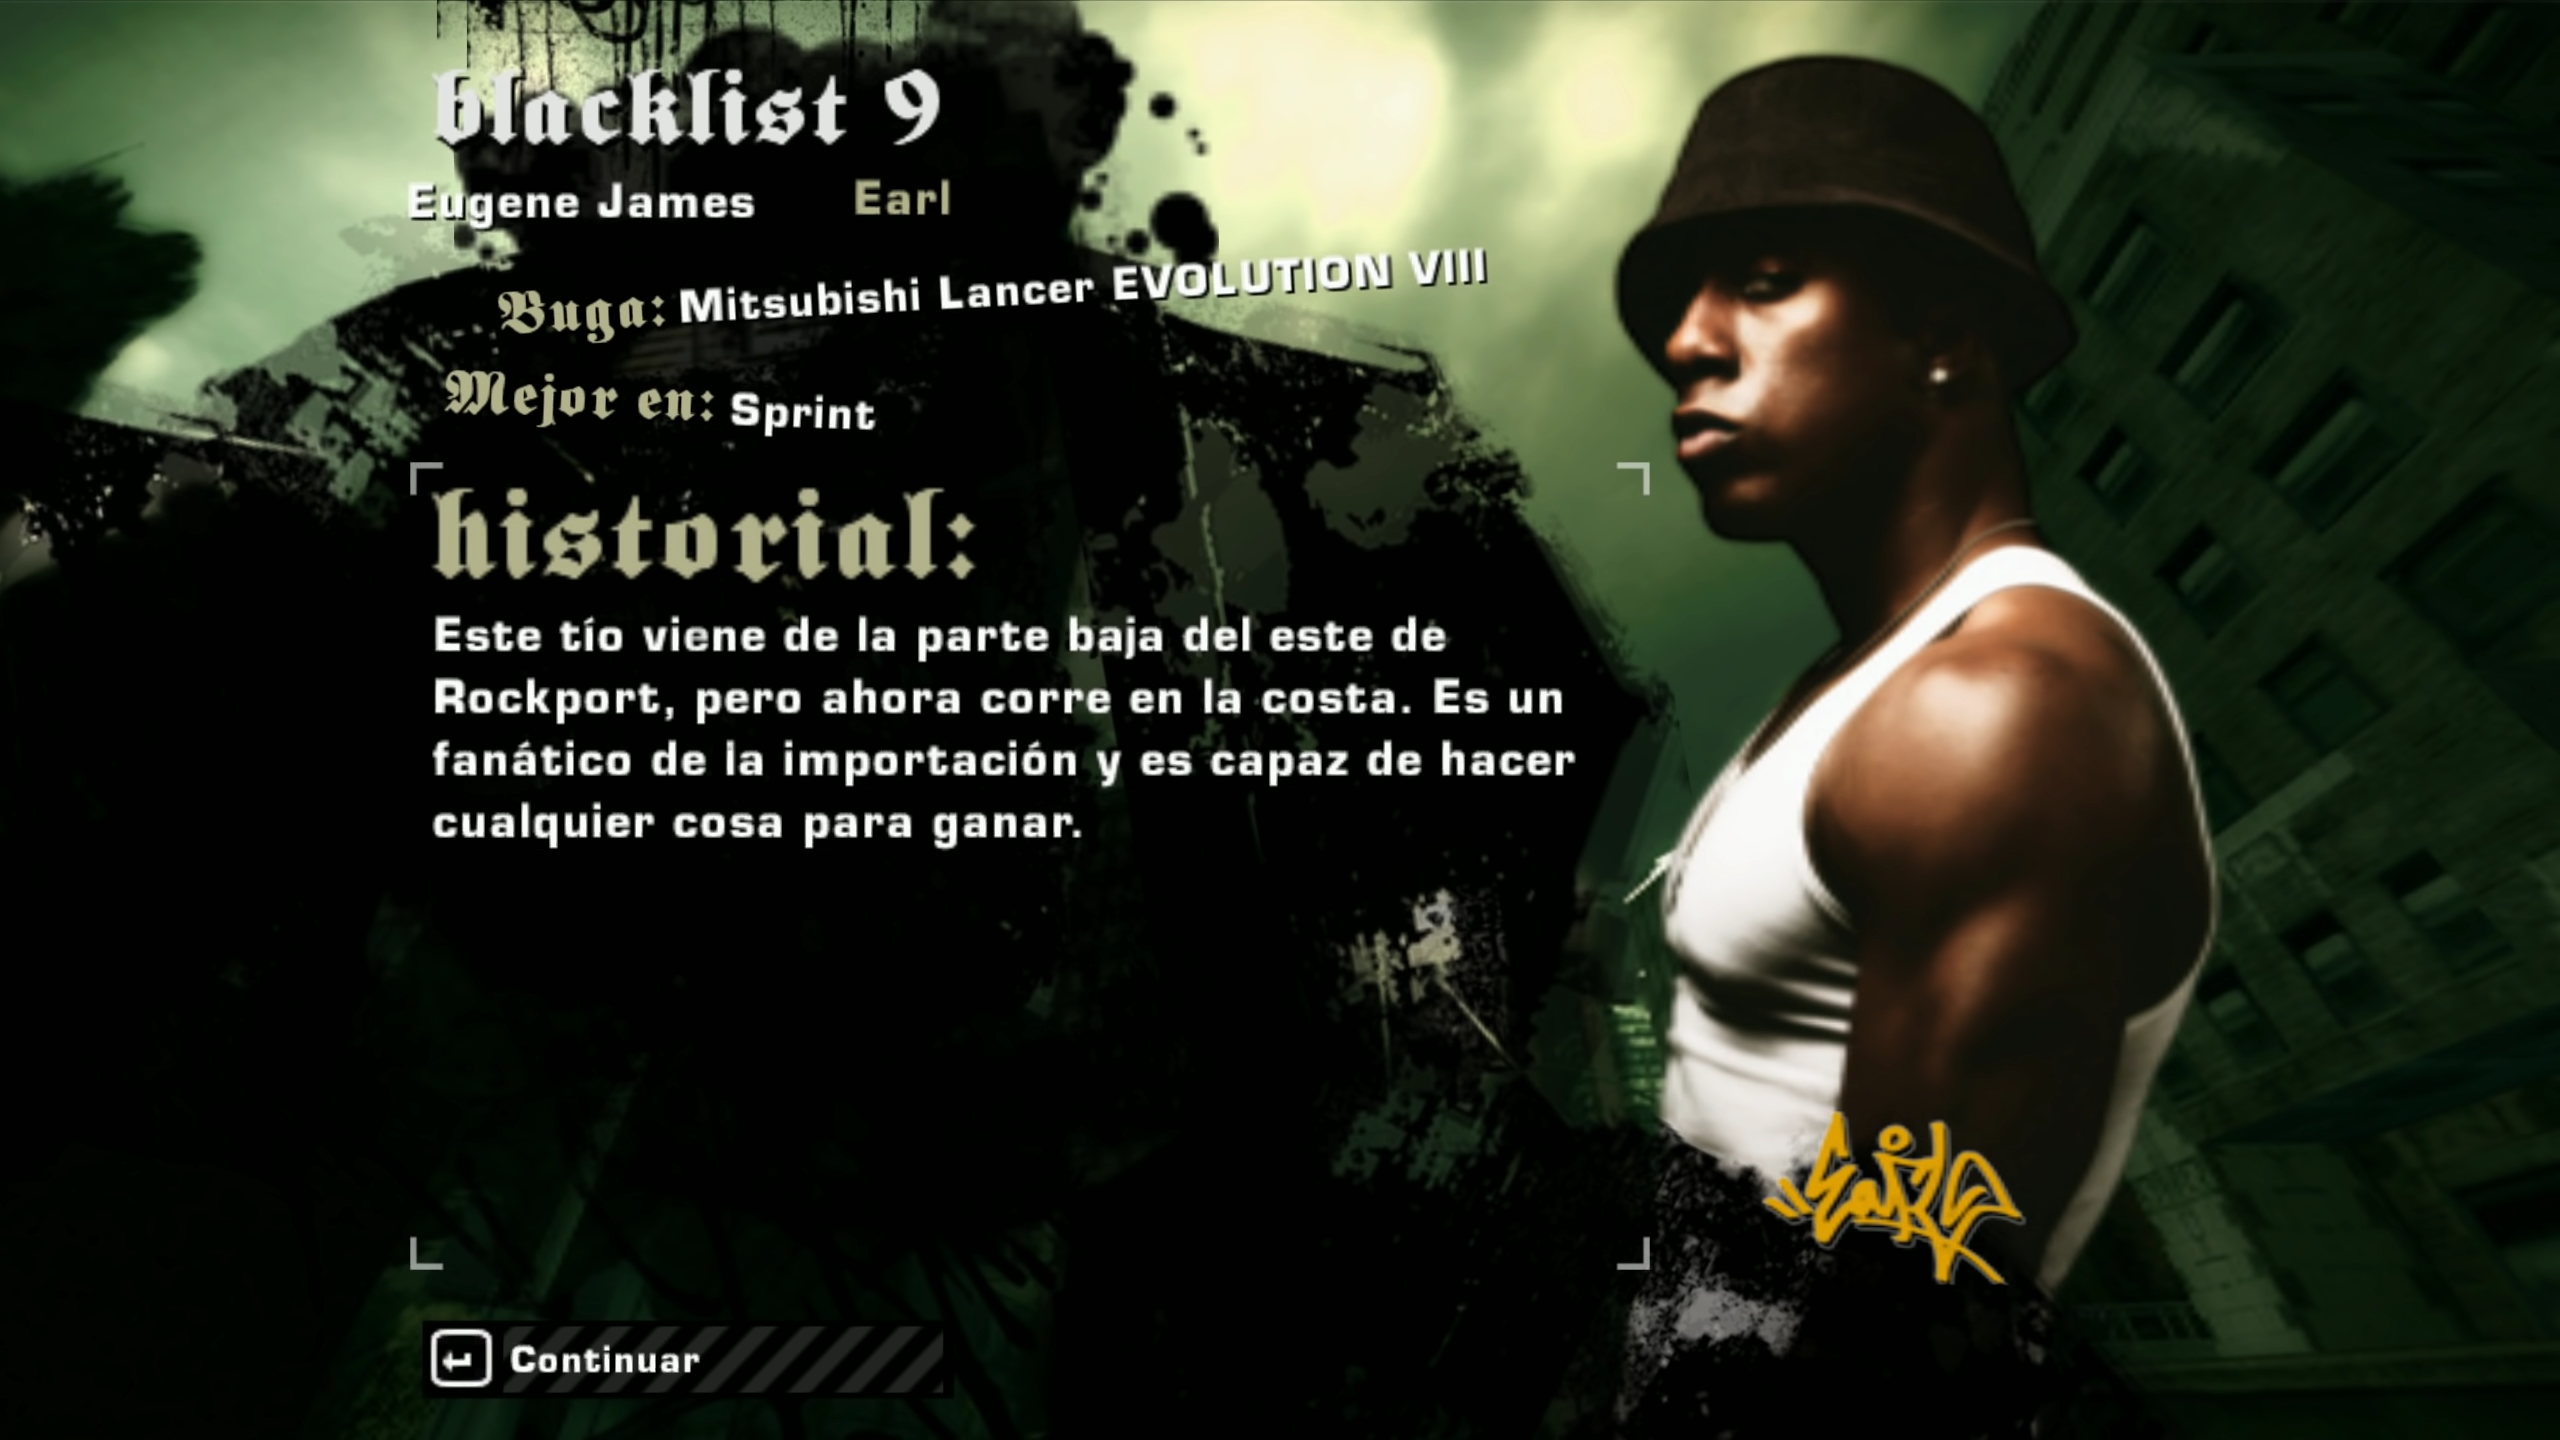 blacklist 9
Eugene James Earl
Buga: Mitsubishi Lancer EVOLUTION VIII
Mejor en: Sprint
historial:
Este tío viene de la parte baja del este de
Rockport, pero ahora corre en la costa. Es un
fanático de la importación y es capaz de hacer
cualquier cosa para ganar.
Continuar